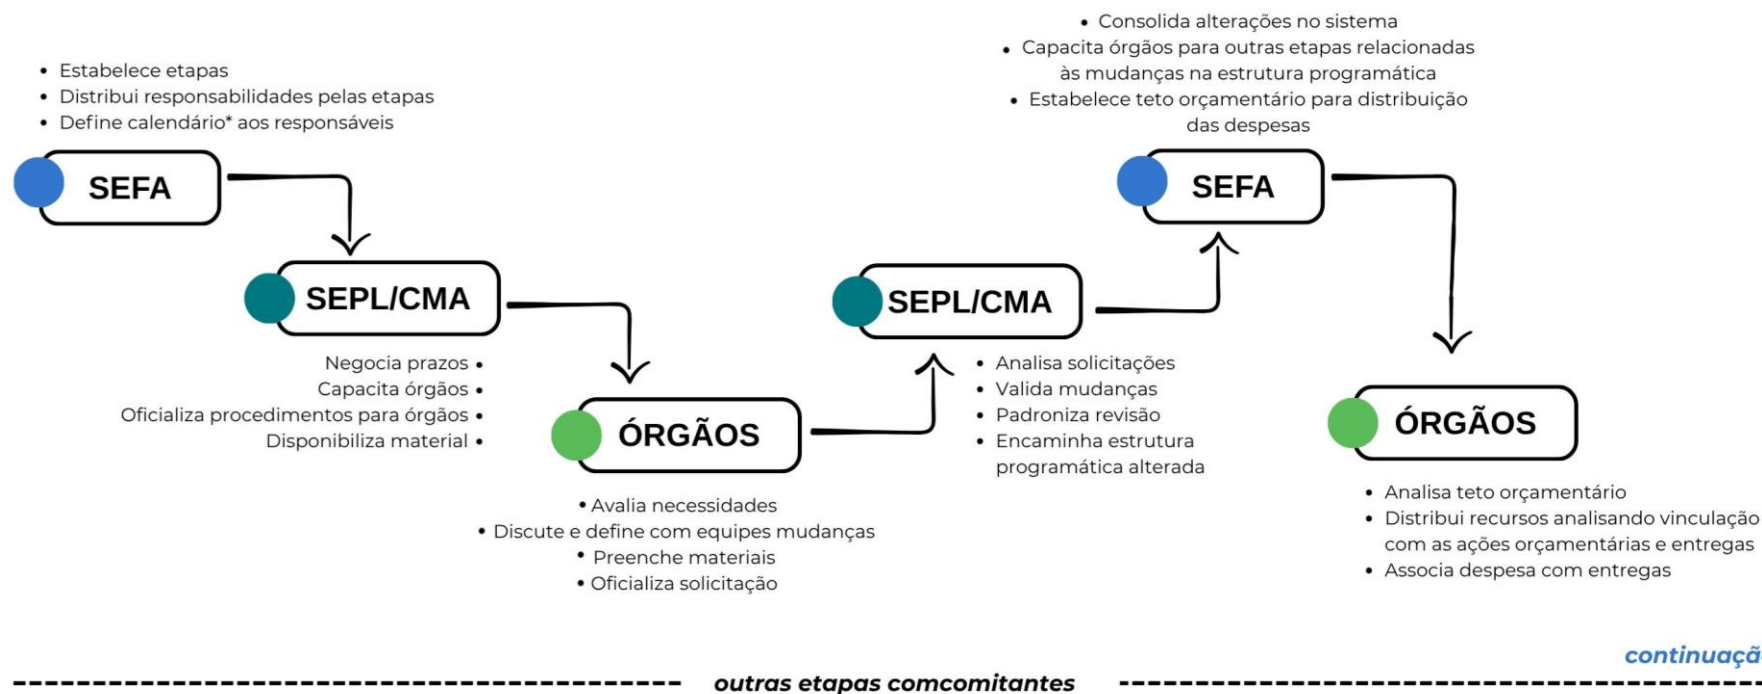 • Estabelece etapas
• Distribui responsabilidades pelas etapas
• Define calendário* aos responsáveis
SEFA
SEPL/CMA
Negocia prazos •
Capacita órgãos •
Oficializa procedimentos para órgãos •
Disponibiliza material •
ÓRGÃOS
• Avalia necessidades
• Discute e define com equipes mudanças
• Preenche materiais
• Oficializa solicitação
SEPL/CMA
• Analisa solicitações
• Valida mudanças
• Padroniza revisão
• Encaminha estrutura
programática alterada
• Consolida alterações no sistema
• Capacita órgãos para outras etapas relacionadas
às mudanças na estrutura programática
• Estabelece teto orçamentário para distribuição
das despesas
SEFA
ÓRGÃOS
• Analisa teto orçamentário
• Distribui recursos analisando vinculação
com as ações orçamentárias e entregas
• Associa despesa com entregas
continuação
outras etapas comcomitantes